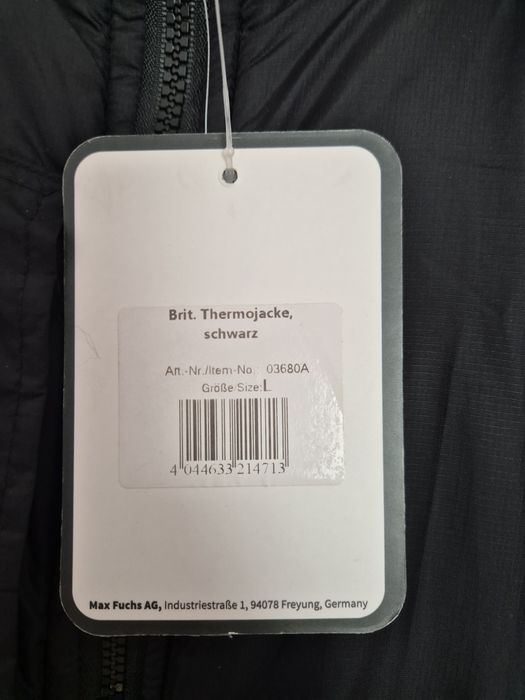 Brit. Thermojacke,
schwarz
Art.-Nr./Item-No.: 03680A
Größe/Size:L
4 044633 214713
Max Fuchs AG, Industriestraße 1, 94078 Freyung, Germany